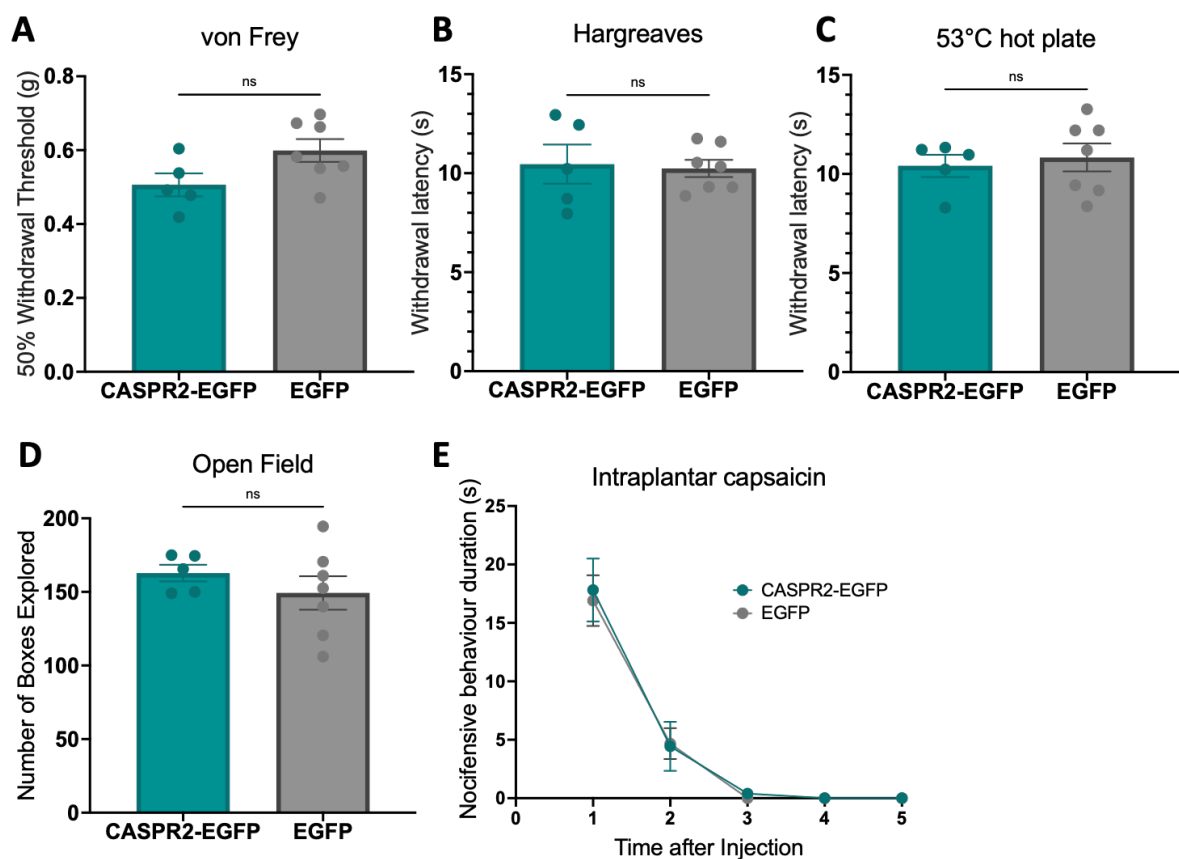 A
von Frey
ns
50% Withdrawal Threshold (g)
0.8
0.6
0.4
0.2
0.0
CASPR2-EGFP
EGFP
B
Hargreaves
ns
Withdrawal latency (s)
15
10
5
0
CASPR2-EGFP
EGFP
C
53°C hot plate
ns
Withdrawal latency (s)
15
10
5
0
CASPR2-EGFP
EGFP
D
Open Field
ns
Number of Boxes Explored
200
150
100
50
0
CASPR2-EGFP
EGFP
E
Intraplantar capsaicin
Nocifensive behaviour duration (s)
25
20
15
10
5
0
CASPR2-EGFP
EGFP
0 1 2 3 4 5
Time after Injection